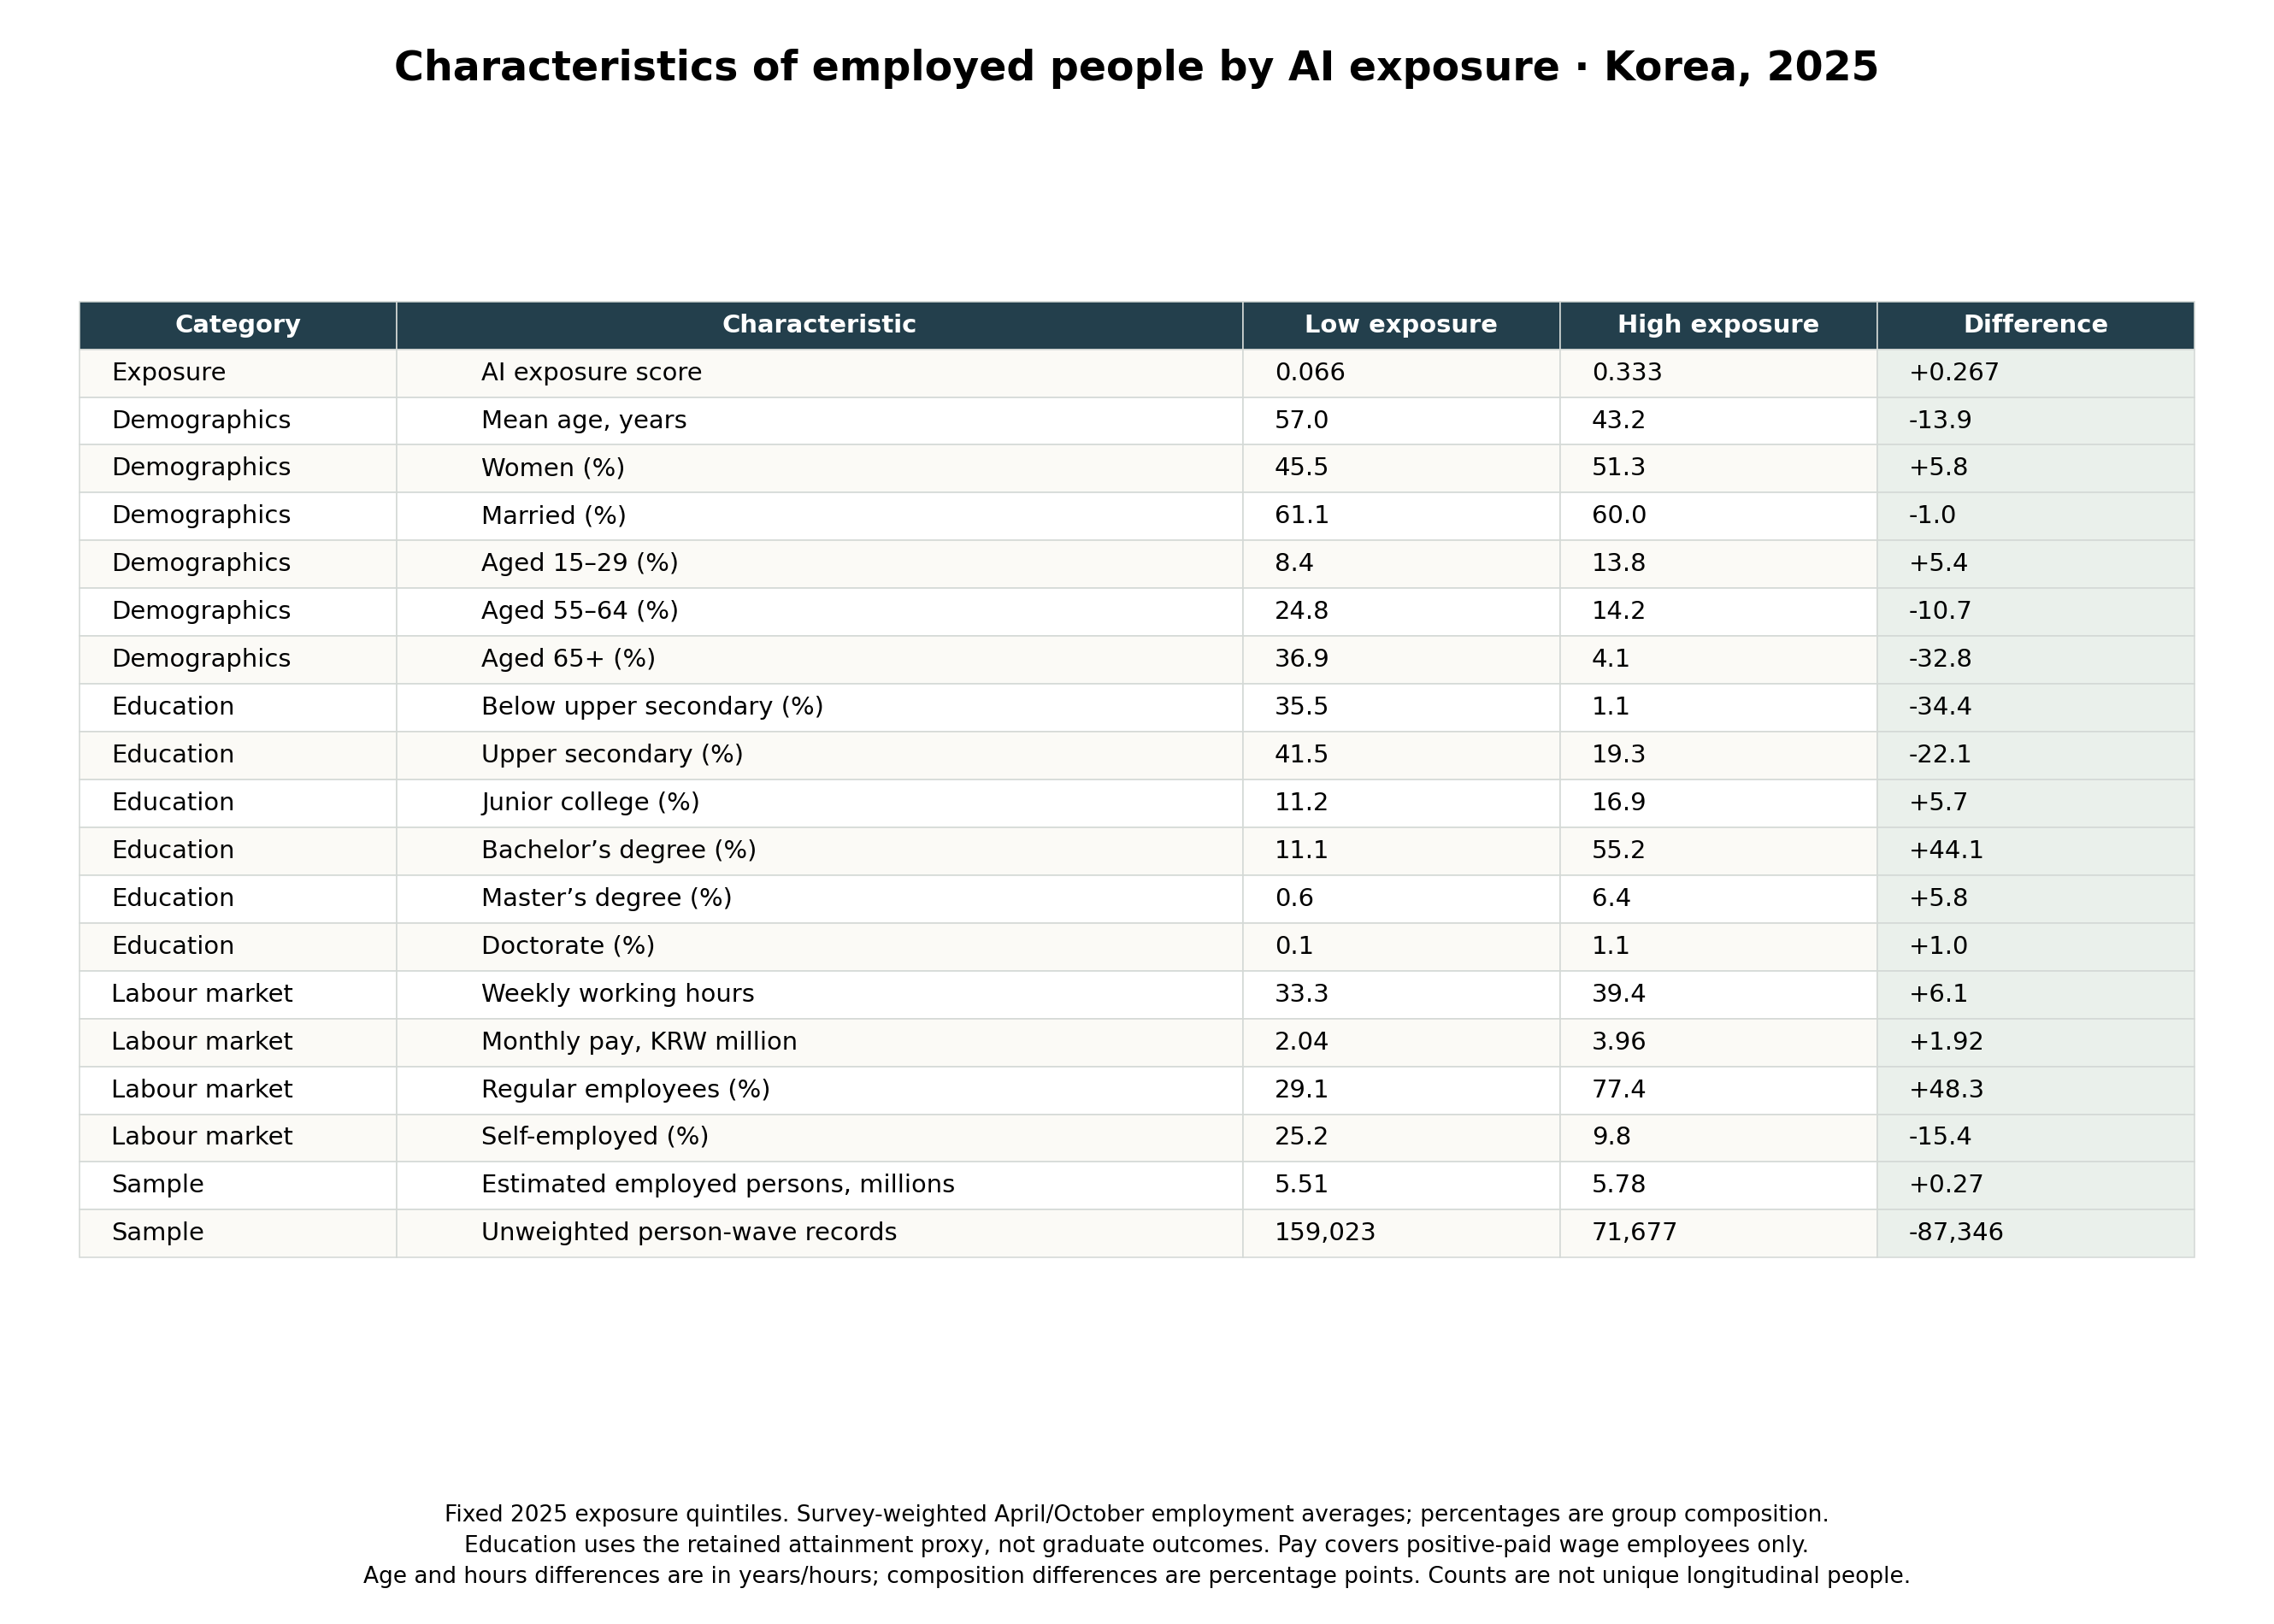 Characteristics of employed people by AI exposure · Korea, 2025
Category Characteristic Low exposure High exposure Difference
Exposure AI exposure score 0.066 0.333 +0.267
Demographics Mean age, years 57.0 43.2 -13.9
Demographics Women (%) 45.5 51.3 +5.8
Demographics Married (%) 61.1 60.0 -1.0
Demographics Aged 15–29 (%) 8.4 13.8 +5.4
Demographics Aged 55–64 (%) 24.8 14.2 -10.7
Demographics Aged 65+ (%) 36.9 4.1 -32.8
Education Below upper secondary (%) 35.5 1.1 -34.4
Education Upper secondary (%) 41.5 19.3 -22.1
Education Junior college (%) 11.2 16.9 +5.7
Education Bachelor’s degree (%) 11.1 55.2 +44.1
Education Master’s degree (%) 0.6 6.4 +5.8
Education Doctorate (%) 0.1 1.1 +1.0
Labour market Weekly working hours 33.3 39.4 +6.1
Labour market Monthly pay, KRW million 2.04 3.96 +1.92
Labour market Regular employees (%) 29.1 77.4 +48.3
Labour market Self-employed (%) 25.2 9.8 -15.4
Sample Estimated employed persons, millions 5.51 5.78 +0.27
Sample Unweighted person-wave records 159,023 71,677 -87,346
Fixed 2025 exposure quintiles. Survey-weighted April/October employment averages; percentages are group composition.
Education uses the retained attainment proxy, not graduate outcomes. Pay covers positive-paid wage employees only.
Age and hours differences are in years/hours; composition differences are percentage points. Counts are not unique longitudinal people.